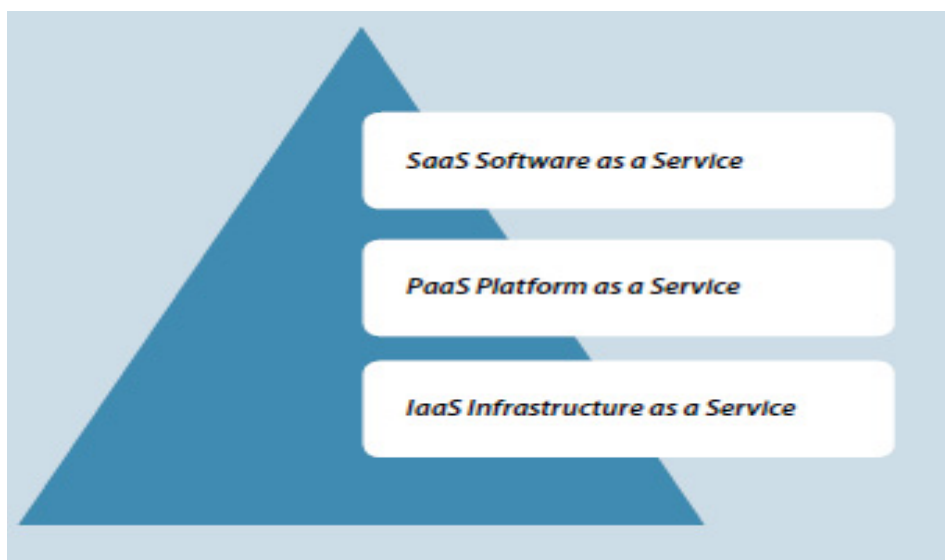 SaaS Software as a Service
PaaS Platform as a Service
IaaS Infrastructure as a Service